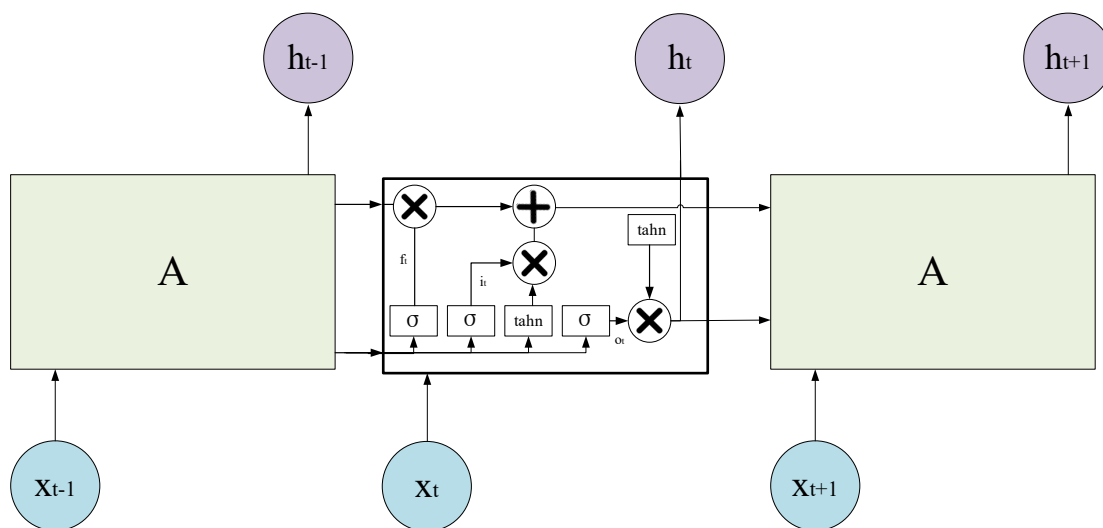 ht-1
ht
ht+1
A
A
tahn
ft
it
σ
σ
tahn
σ
ot
xt-1
xt
xt+1